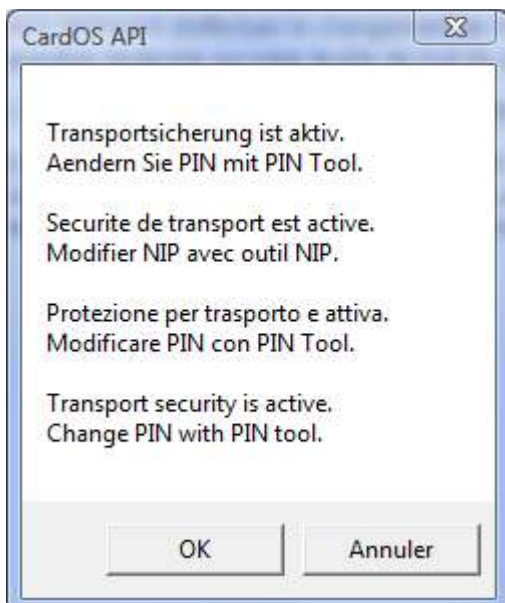 CardOS API
Transportsicherung ist aktiv.
Aendern Sie PIN mit PIN Tool.
Securite de transport est active.
Modifier NIP avec outil NIP.
Protezione per trasporto e attiva.
Modificare PIN con PIN Tool.
Transport security is active.
Change PIN with PIN tool.
OK
Annuler